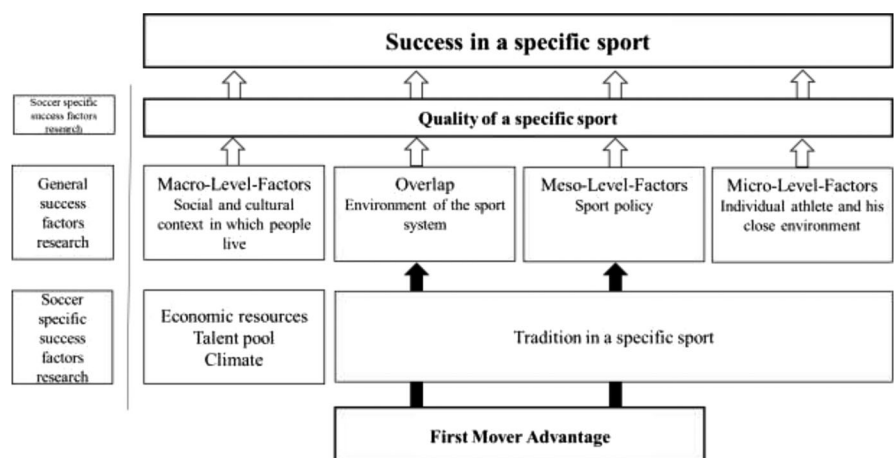 Success in a specific sport
Soccer specific
success factors
research
Quality of a specific sport
General
success
factors
research
Macro-Level-Factors
Social and cultural
context in which people
live
Overlap
Environment of the sport
system
Meso-Level-Factors
Sport policy
Micro-Level-Factors
Individual athlete and his
close environment
Soccer
specific
success
factors
research
Economic resources
Talent pool
Climate
Tradition in a specific sport
First Mover Advantage